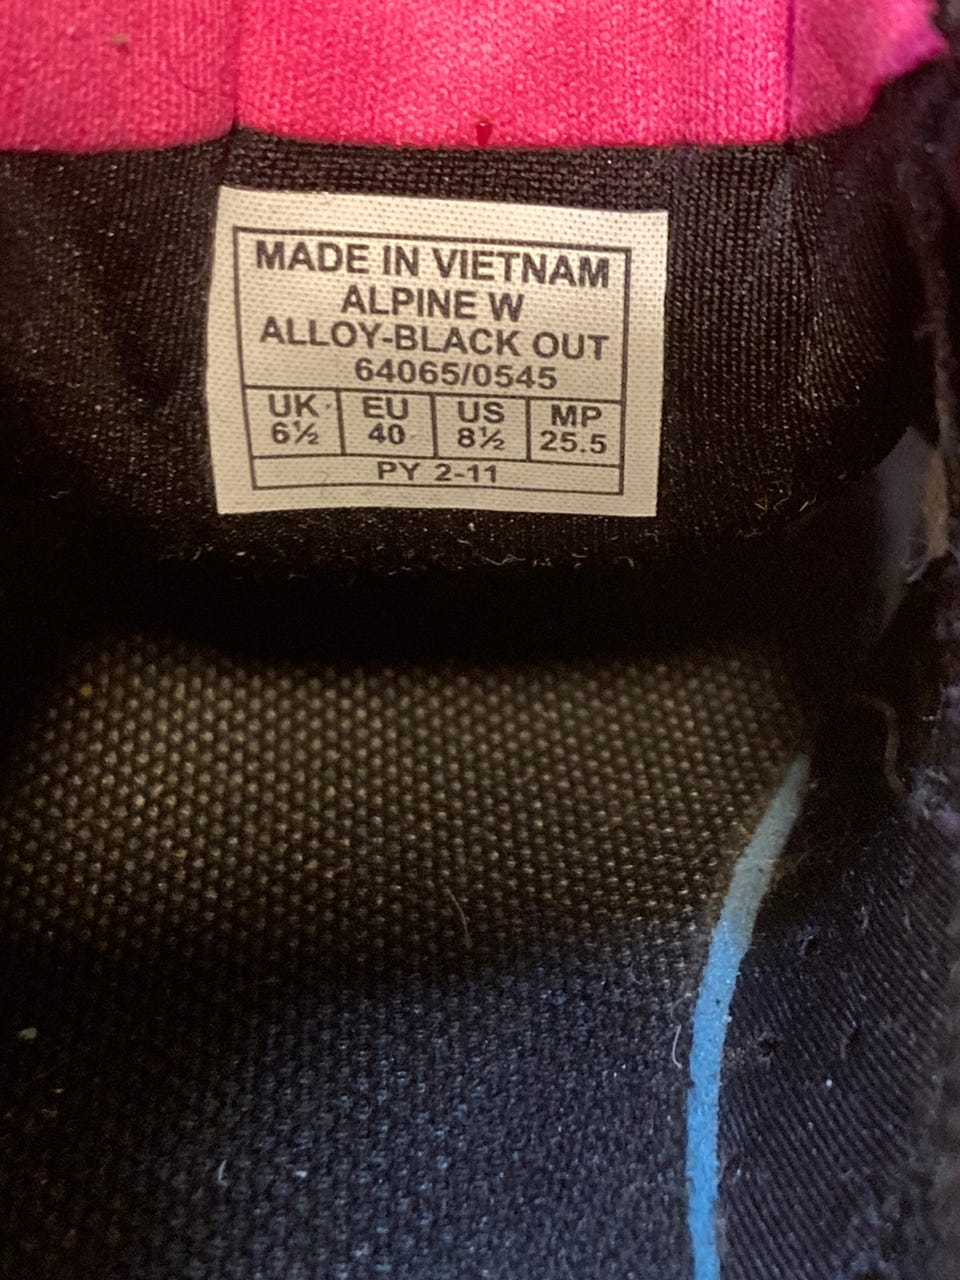 MADE IN VIETNAM
ALPINE W
ALLOY-BLACK OUT
64065/0545
UK EU US MP
6½ 40 8½ 25.5
PY 2-11